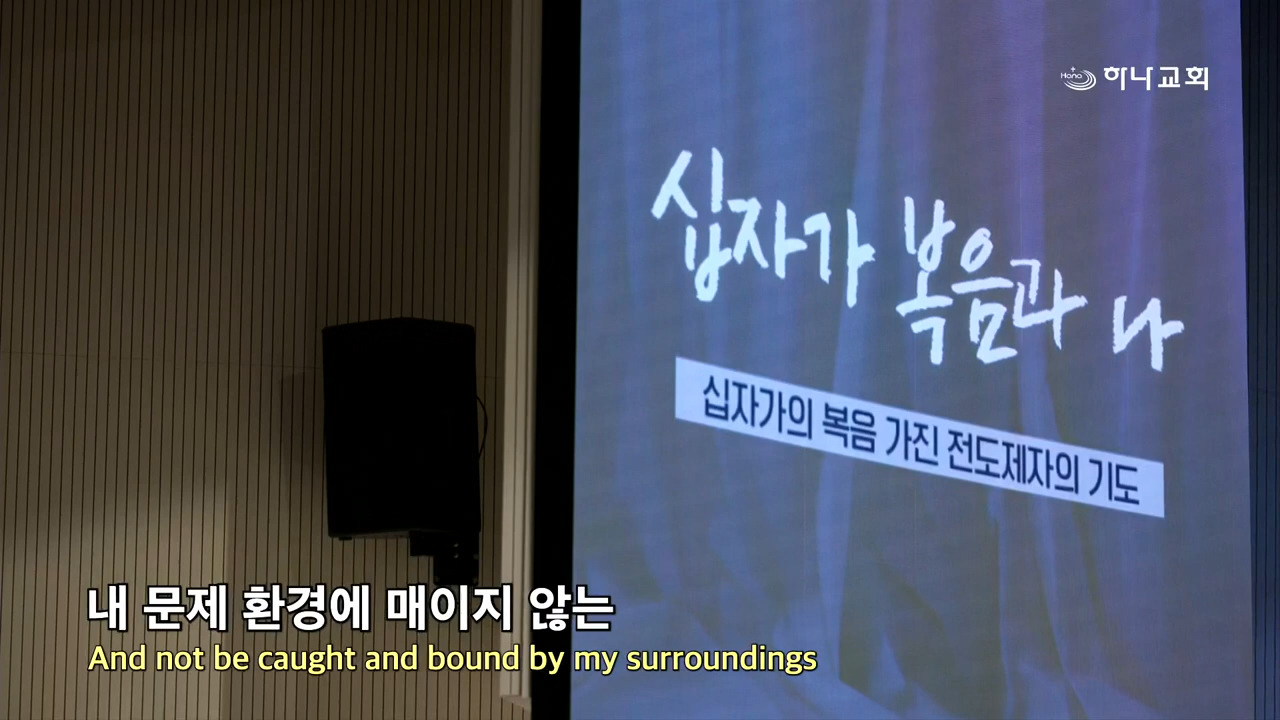 Hana 하나교회
십자가 복음과 나
십자가의 복음 가진 전도제자의 기도
내 문제 환경에 매이지 않는
And not be caught and bound by my surroundings